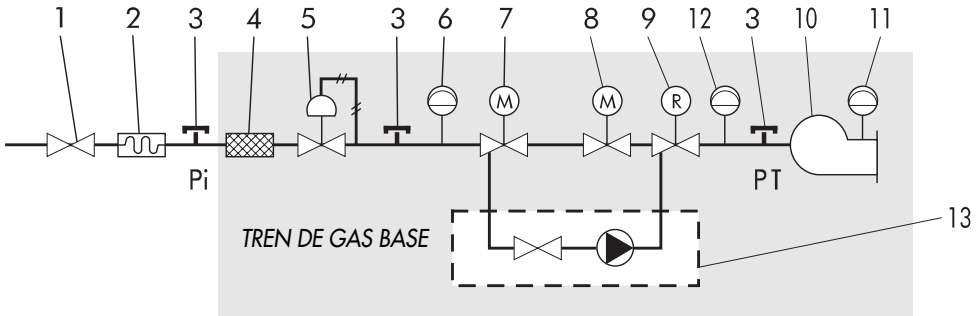 1 2 3 4 5 3 6 7 8 9 12 3 10 11
M M R
Pi PT
TREN DE GAS BASE
13